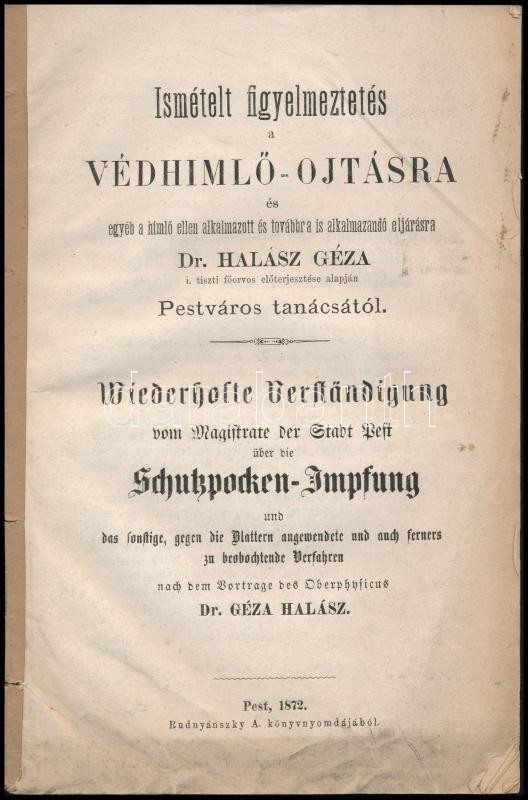 Ismételt figyelmeztetés
a
VÉDHIMLŐ-OJTÁSRA
és
egyéb a himlő ellen alkalmazott és továbbra is alkalmazandó eljárásra
Dr. HALÁSZ GÉZA
i. tiszti főorvos előterjesztése alapján
Pestváros tanácsától.
Wiederholte Verständigung
vom Magistrate der Stadt Pest
über die
Schutzpocken-Impfung
und
das sonstige, gegen die Blattern angewendete und auch ferners
zu beobachtende Verfahren
nach dem Vortrage des Oberphysicus
Dr. GÉZA HALÁSZ.
Pest, 1872.
Rudnyánszky A. könyvnyomdájából.
darabanth